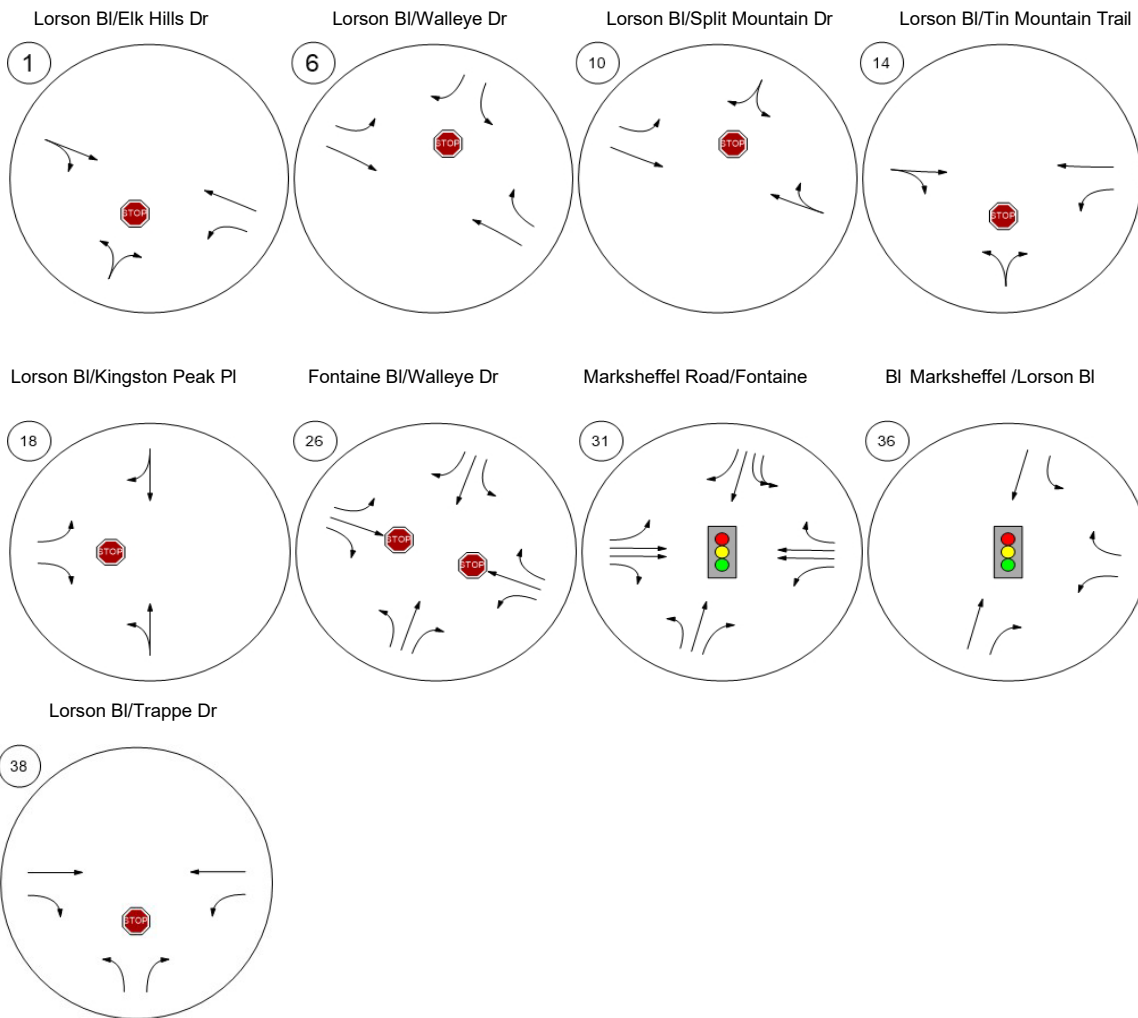 Lorson Bl/Elk Hills Dr
Lorson Bl/Walleye Dr
Lorson Bl/Split Mountain Dr
Lorson Bl/Tin Mountain Trail
1
6
10
14
STOP
STOP
STOP
STOP
Lorson Bl/Kingston Peak Pl
Fontaine Bl/Walleye Dr
Marksheffel Road/Fontaine
Bl Marksheffel /Lorson Bl
18
26
31
36
STOP
STOP
STOP
Lorson Bl/Trappe Dr
38
STOP